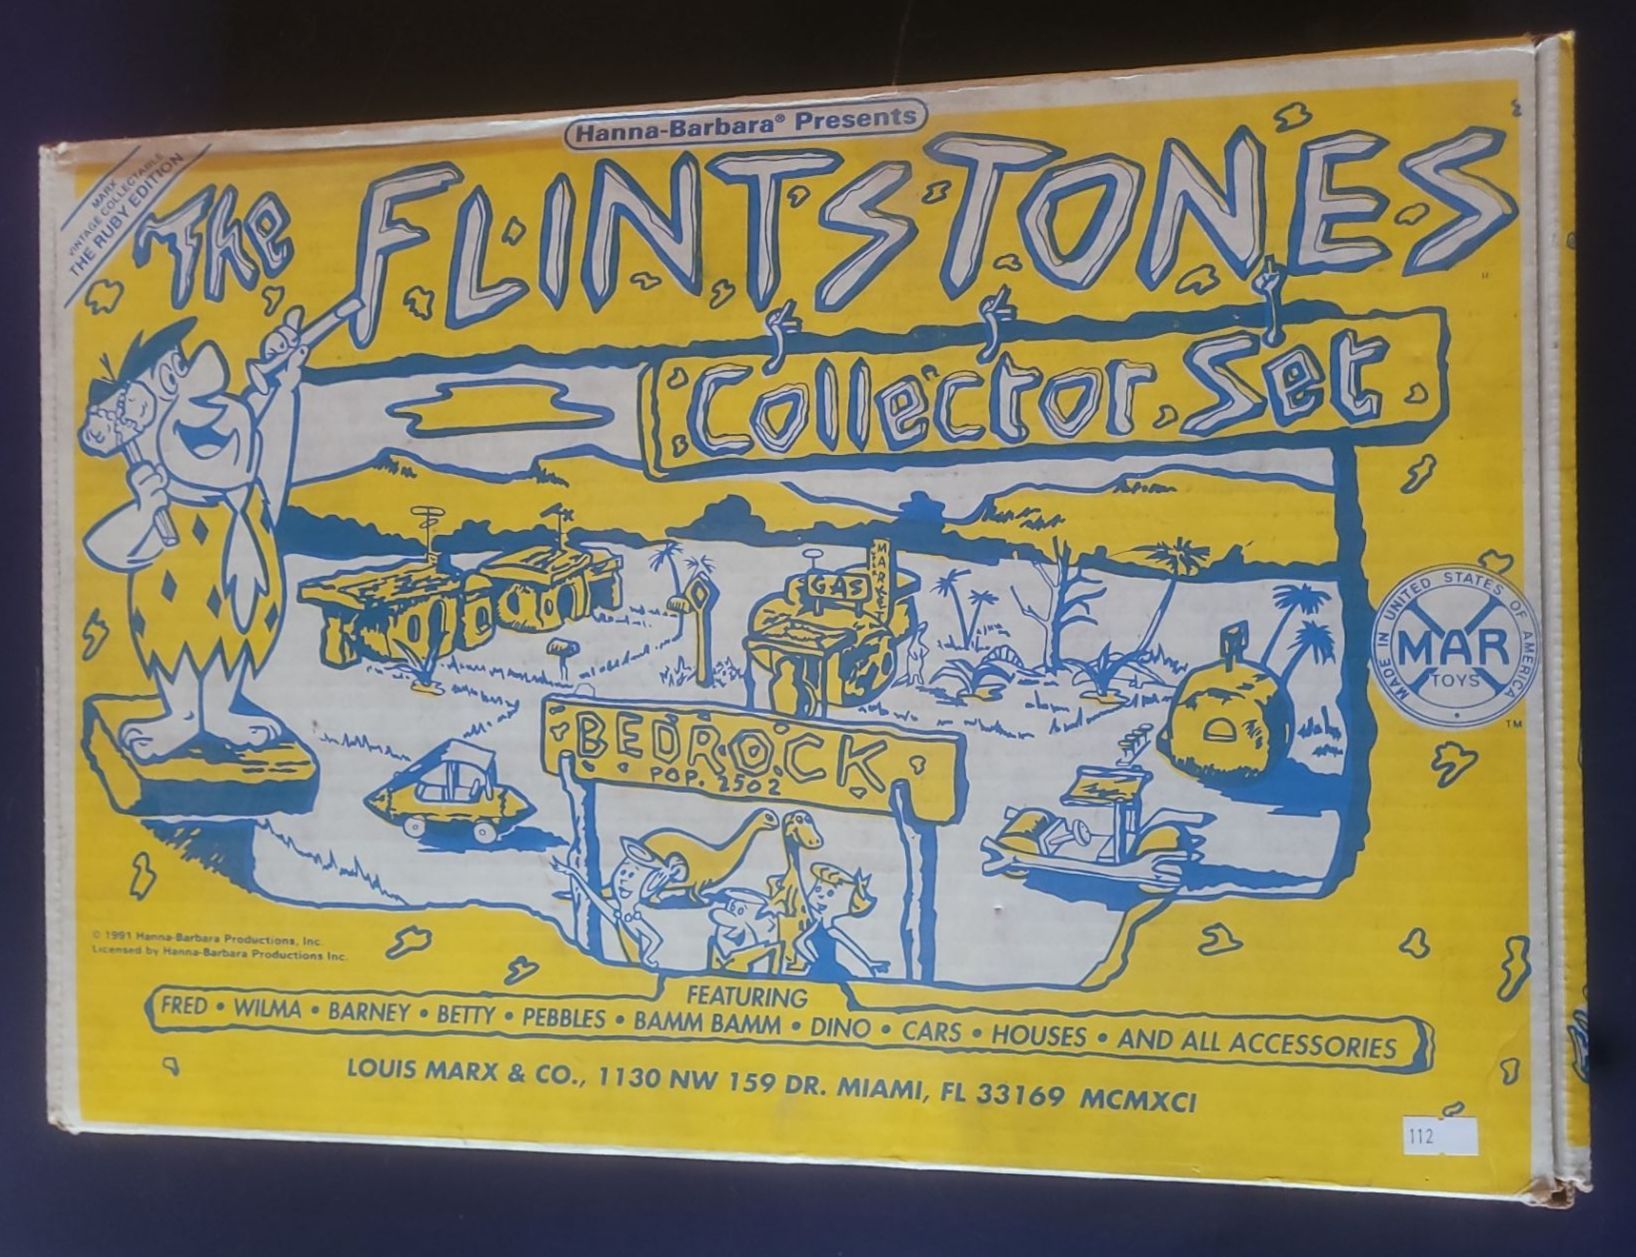 Hanna-Barbara® Presents
MARX
VINTAGE COLLECTABLE
THE RUBY EDITION
The FLINTSTONES
Collector Set
GAS
MARKET
MADE IN UNITED STATES OF AMERICA
MAR
TOYS
TM
BEDROCK
POP. 2502
© 1991 Hanna-Barbara Productions, Inc.
Licensed by Hanna-Barbara Productions Inc.
FEATURING
FRED • WILMA • BARNEY • BETTY • PEBBLES • BAMM BAMM • DINO • CARS • HOUSES • AND ALL ACCESSORIES
LOUIS MARX & CO., 1130 NW 159 DR. MIAMI, FL 33169 MCMXCI
112